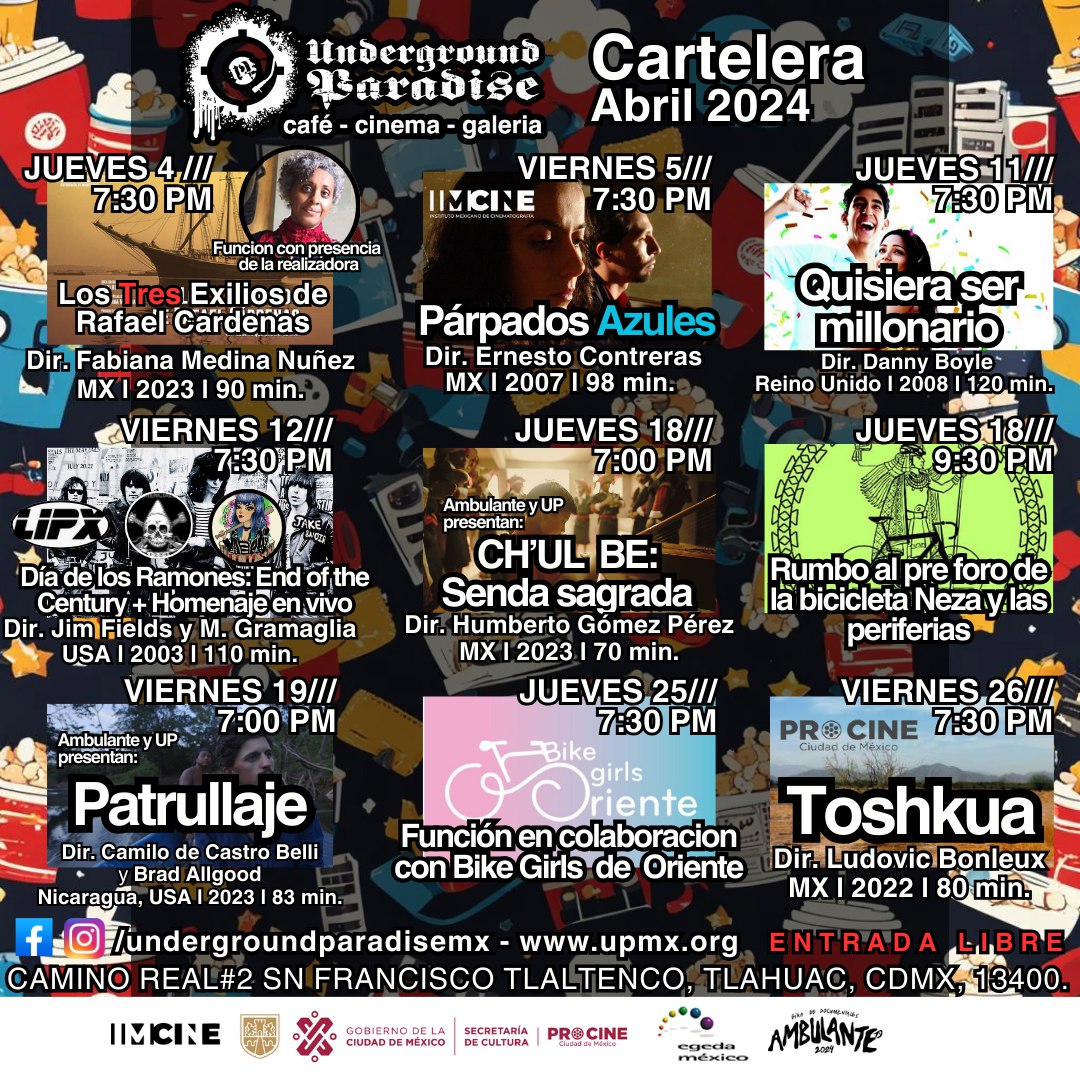 Underground
Paradise
café - cinema - galeria
Cartelera
Abril 2024
JUEVES 4 ///
7:30 PM
Funcion con presencia
de la realizadora
Los Tres Exilios de
Rafael Cardenas
Dir. Fabiana Medina Nuñez
MX I 2023 I 90 min.
VIERNES 5///
7:30 PM
IMCINE
INSTITUTO MEXICANO DE CINEMATOGRAFÍA
Párpados Azules
Dir. Ernesto Contreras
MX I 2007 I 98 min.
JUEVES 11///
7:30 PM
Quisiera ser
millonario
Dir. Danny Boyle
Reino Unido I 2008 I 120 min.
VIERNES 12///
7:30 PM
JULY 20,22
UPX
JAKE
Día de los Ramones: End of the
Century + Homenaje en vivo
Dir. Jim Fields y M. Gramaglia
USA I 2003 I 110 min.
JUEVES 18///
7:00 PM
Ambulante y UP
presentan:
CH'UL BE:
Senda sagrada
Dir. Humberto Gómez Pérez
MX I 2023 I 70 min.
JUEVES 18///
9:30 PM
Rumbo al pre foro de
la bicicleta Neza y las
periferias
VIERNES 19///
7:00 PM
Ambulante y UP
presentan:
Patrullaje
Dir. Camilo de Castro Belli
y Brad Allgood
Nicaragua, USA I 2023 I 83 min.
JUEVES 25///
7:30 PM
Bike
girls
Oriente
Función en colaboracion
con Bike Girls de Oriente
VIERNES 26///
7:30 PM
PROCINE
Ciudad de México
Toshkua
Dir. Ludovic Bonleux
MX I 2022 I 80 min.
/undergroundparadisemx - www.upmx.org
ENTRADA LIBRE
CAMINO REAL#2 SN FRANCISCO TLALTENCO, TLAHUAC, CDMX, 13400.
IMCINE
GOBIERNO DE LA
CIUDAD DE MÉXICO
SECRETARÍA
DE CULTURA
PROCINE
Ciudad de México
egeda
méxico
GIRA DE DOCUMENTALES
AMBULANTE
2024